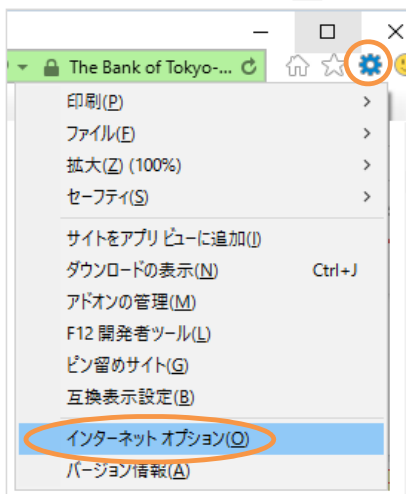 The Bank of Tokyo-...
印刷(P)
ファイル(F)
拡大(Z) (100%)
セーフティ(S)
サイトをアプリ ビューに追加(I)
ダウンロードの表示(N) Ctrl+J
アドオンの管理(M)
F12 開発者ツール(L)
ピン留めサイト(G)
互換表示設定(B)
インターネット オプション(O)
バージョン情報(A)